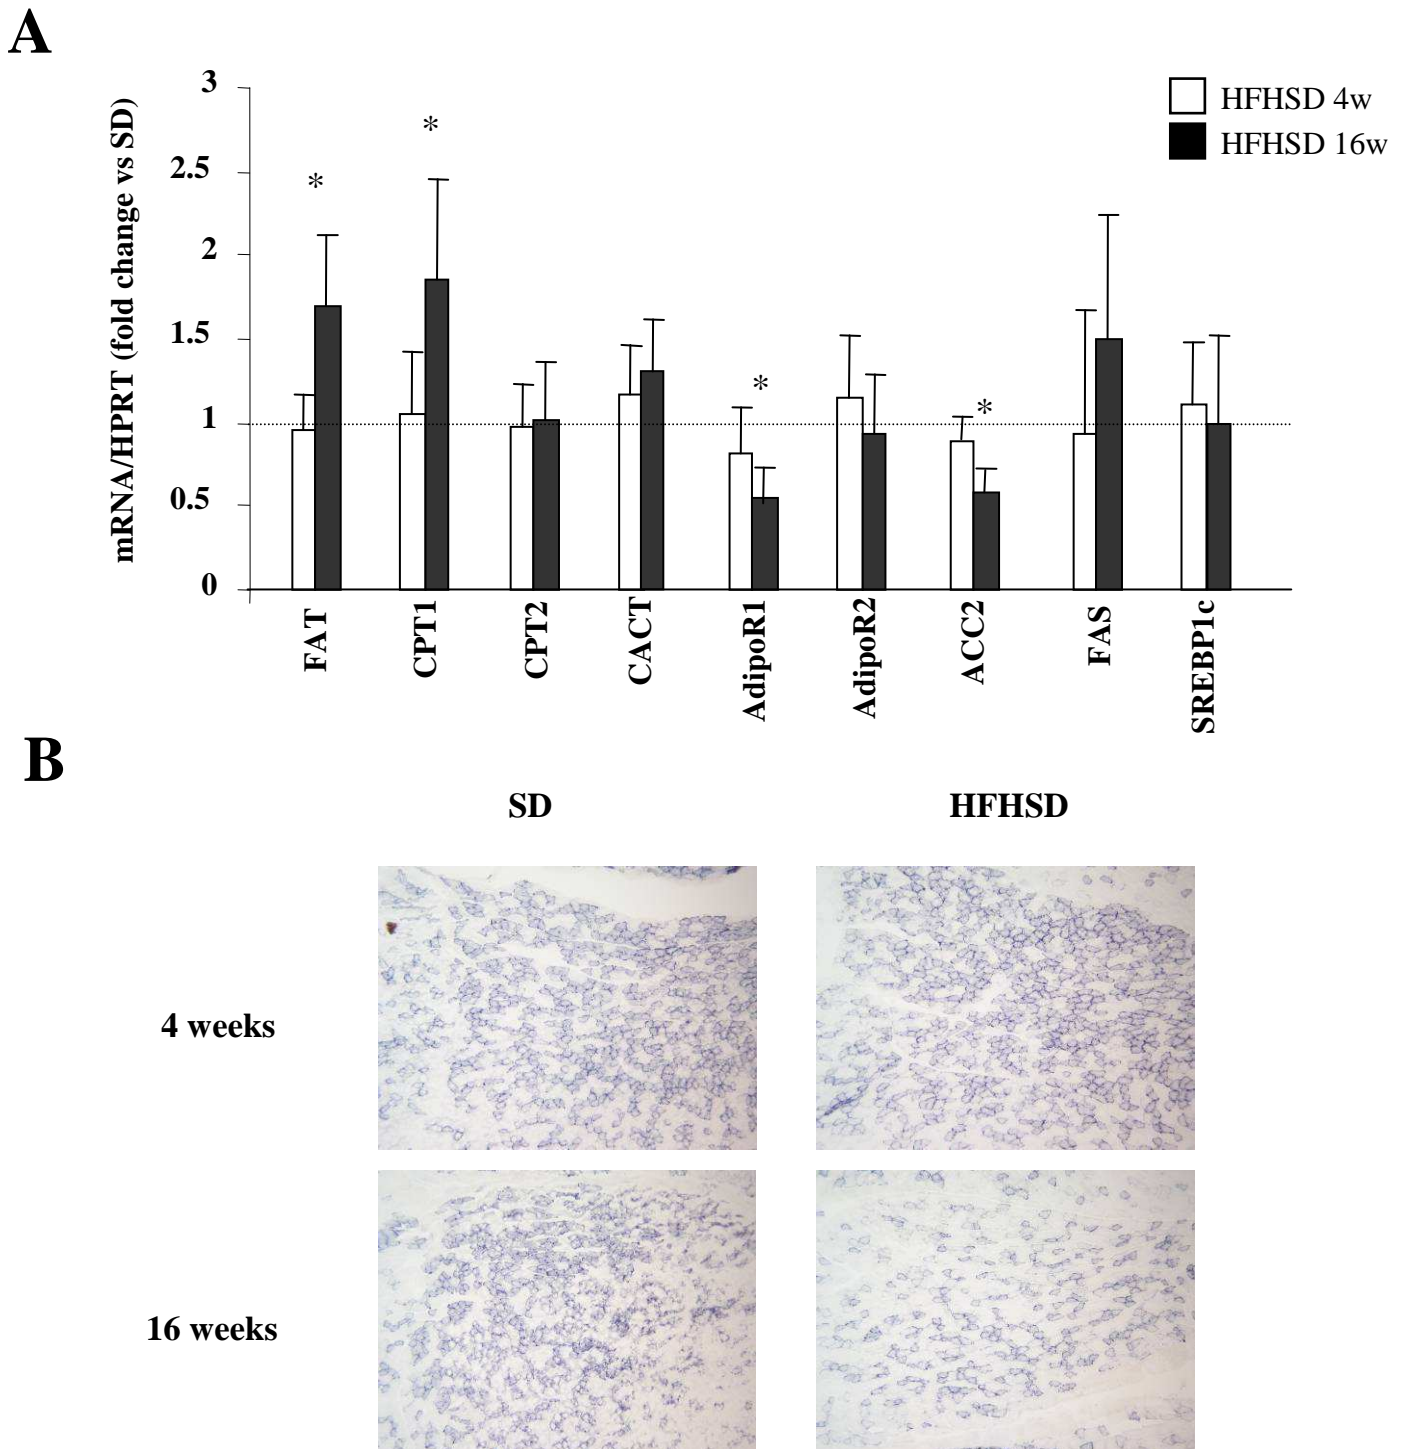 A
3
2.5
2
1.5
1
0.5
0
mRNA/HPRT (fold change vs SD)
*
*
*
*
HFHSD 4w
HFHSD 16w
FAT
CPT1
CPT2
CACT
AdipoR1
AdipoR2
ACC2
FAS
SREBP1c
B
SD
HFHSD
4 weeks
16 weeks